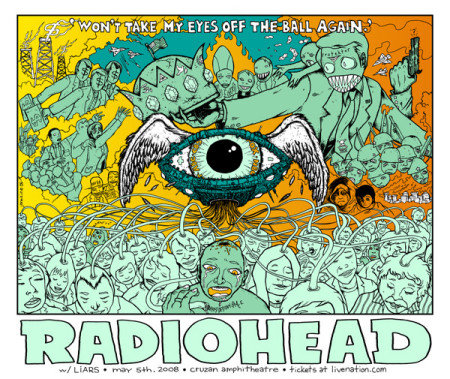 'WON'T TAKE MY EYES OFF THE BALL AGAIN.'
RADIOHEAD
w/ LIARS • may 5th. 2008 • cruzan amphitheatre • tickets at livenation.com